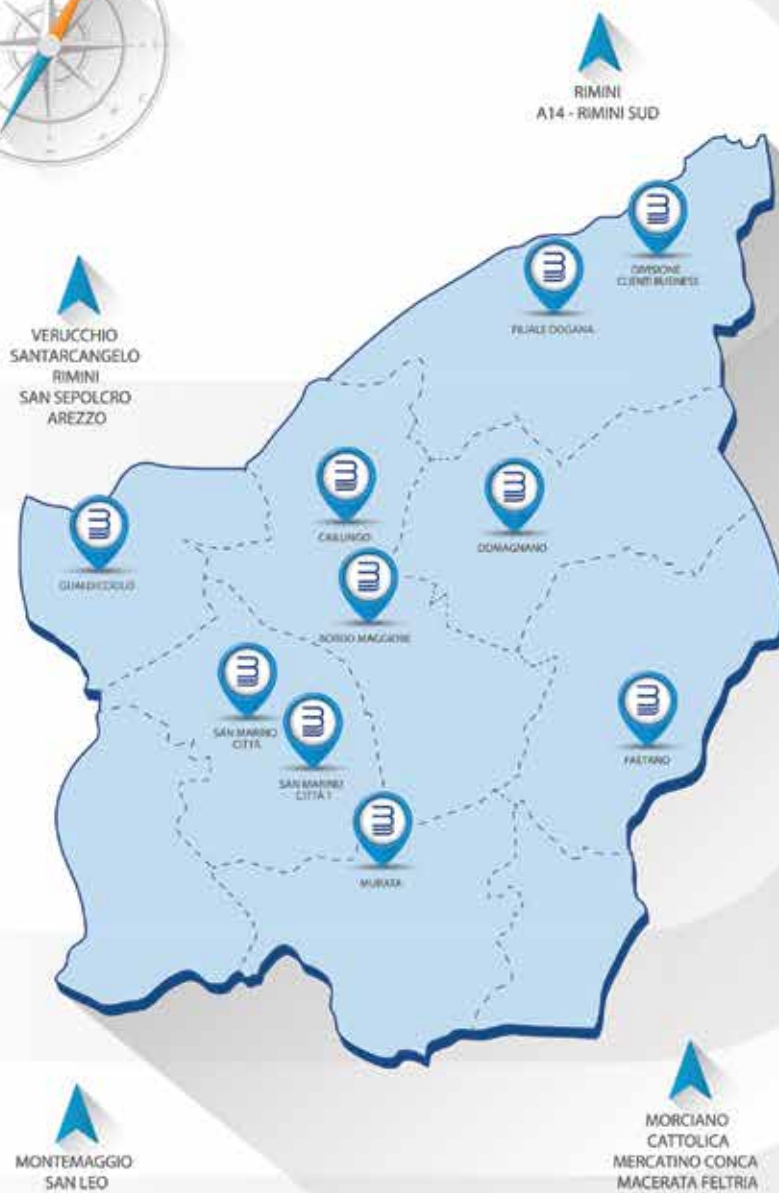 RIMINI
A14 - RIMINI SUD
DIVISIONE
CLIENTI BUSINESS
FILIALE DOGANA
VERUCCHIO
SANTARCANGELO
RIMINI
SAN SEPOLCRO
AREZZO
CAILUNGO
DOMAGNANO
GUALDICCIOLO
BORGO MAGGIORE
SAN MARINO
CITTÀ
SAN MARINO
CITTÀ 1
FAETANO
MURATA
MONTEMAGGIO
SAN LEO
MORCIANO
CATTOLICA
MERCATINO CONCA
MACERATA FELTRIA